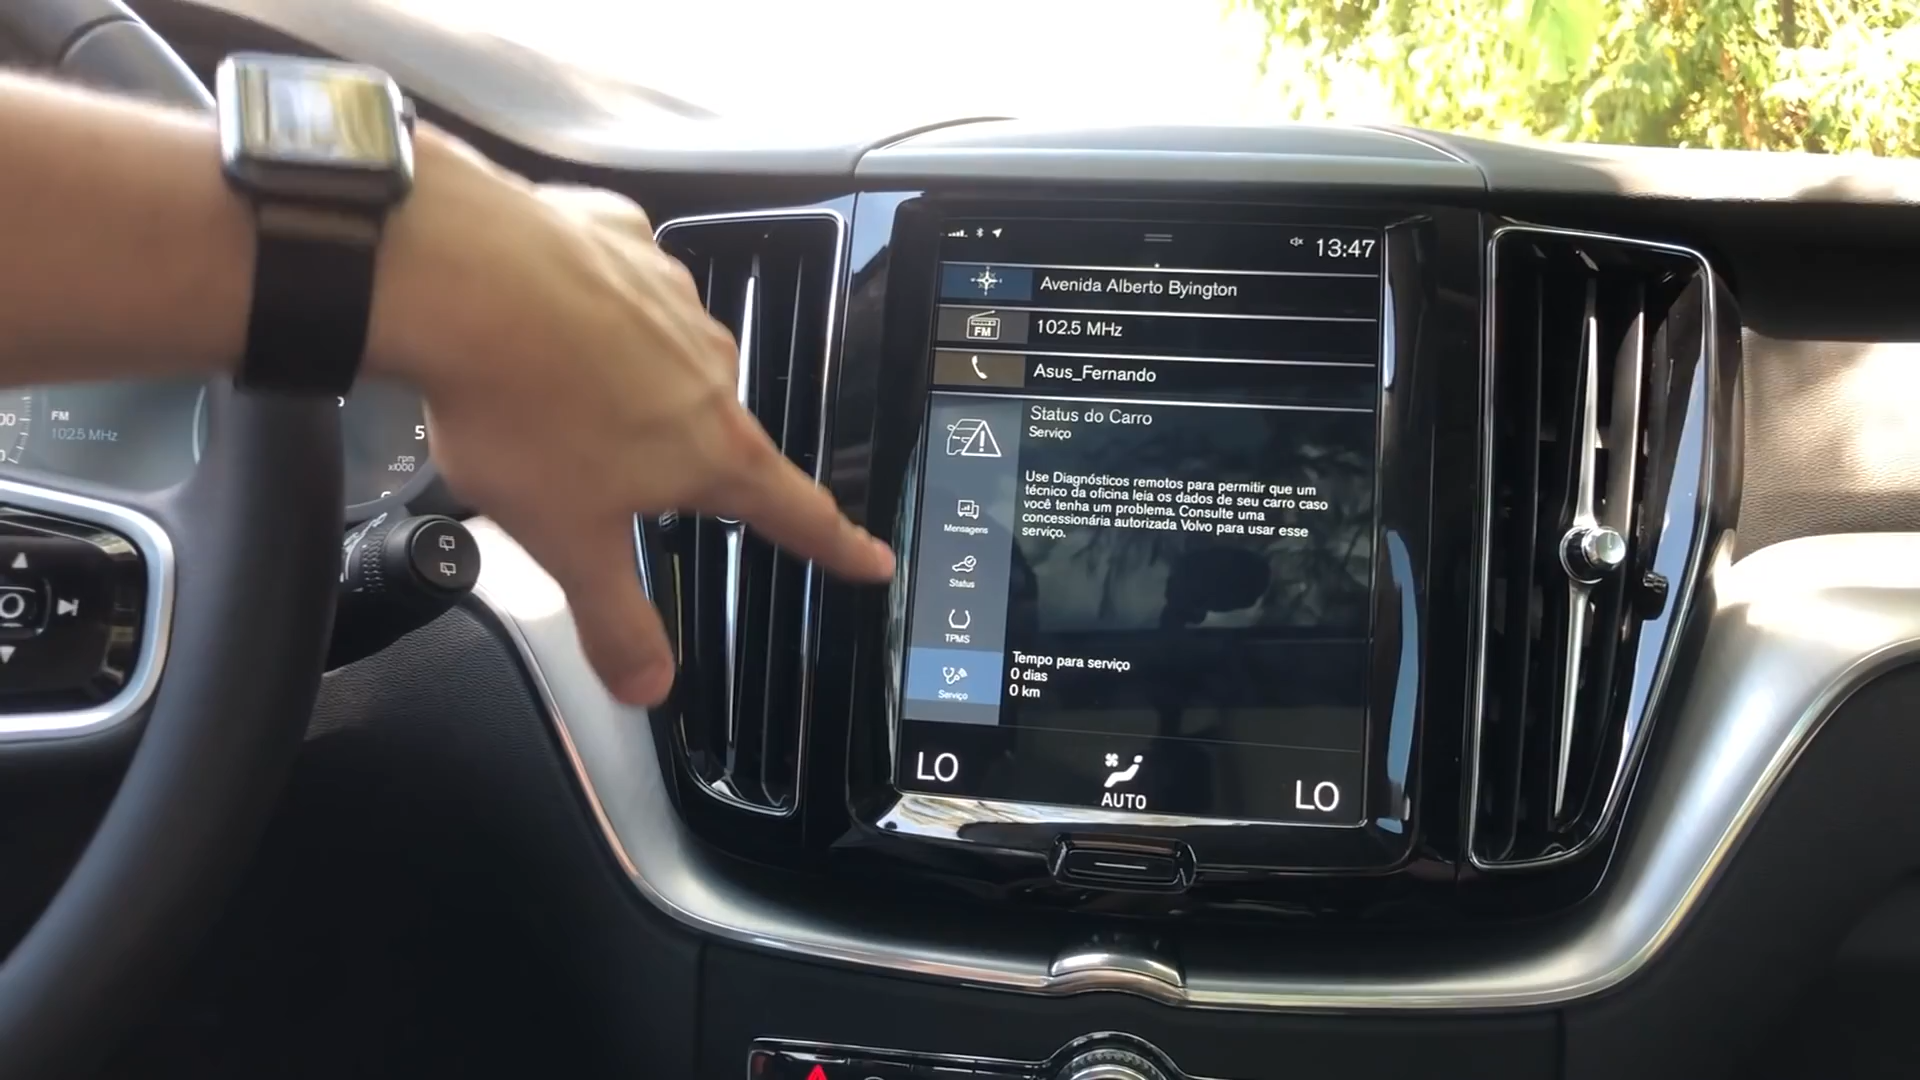 13:47
Avenida Alberto Byington
FM
102.5 MHz
Asus_Fernando
Status do Carro
Serviço
Use Diagnósticos remotos para permitir que um
técnico da oficina leia os dados de seu carro caso
você tenha um problema. Consulte uma
concessionária autorizada Volvo para usar esse
serviço.
Mensagens
Status
TPMS
Serviço
Tempo para serviço
0 dias
0 km
LO
AUTO
LO
FM
102.5 MHz
5
rpm
x1000